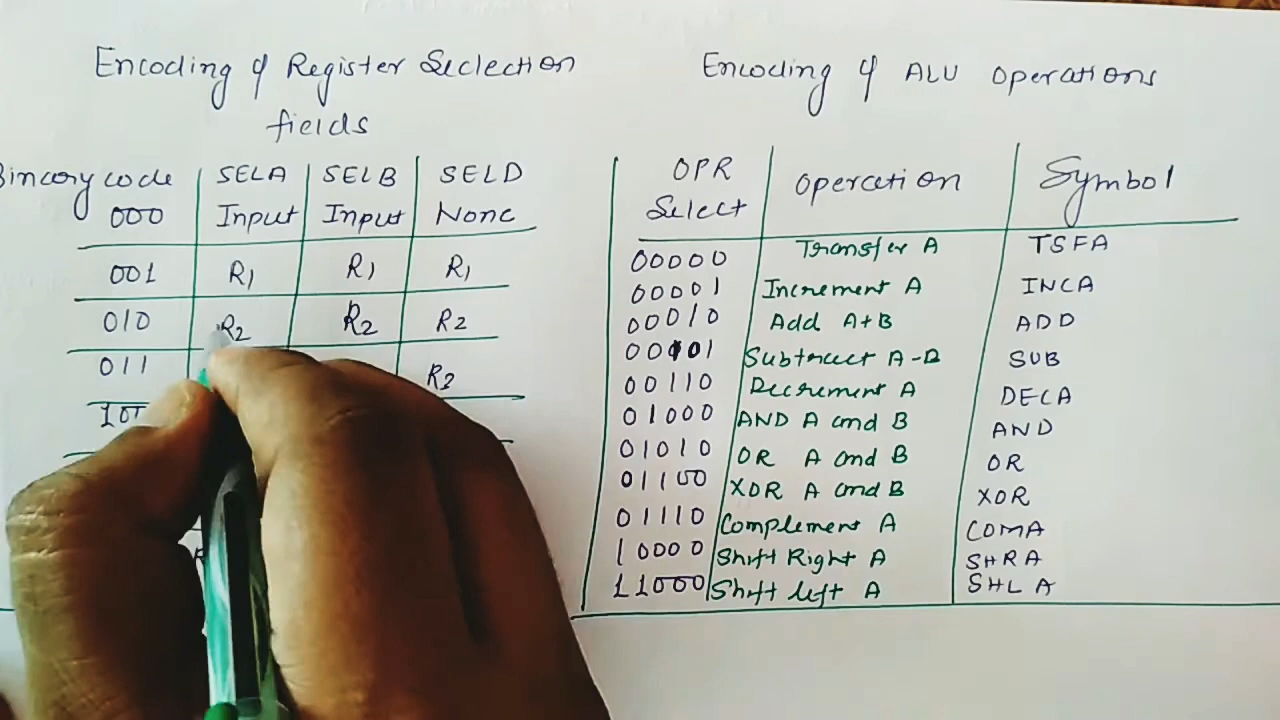 Encoding of Register Selection
fields
Binary code SELA SELB SELD
000 Input Input None
001 R1 R1 R1
010 R2 R2 R2
011 R2
Encoding of ALU Operations
OPR Select Operation Symbol
00000 Transfer A TSFA
00001 Increment A INCA
00010 Add A+B ADD
00101 Subtract A-B SUB
00110 Decrement A DECA
01000 AND A and B AND
01010 OR A and B OR
01100 XOR A and B XOR
01110 Complement A COMA
10000 Shift Right A SHRA
11000 Shift left A SHLA